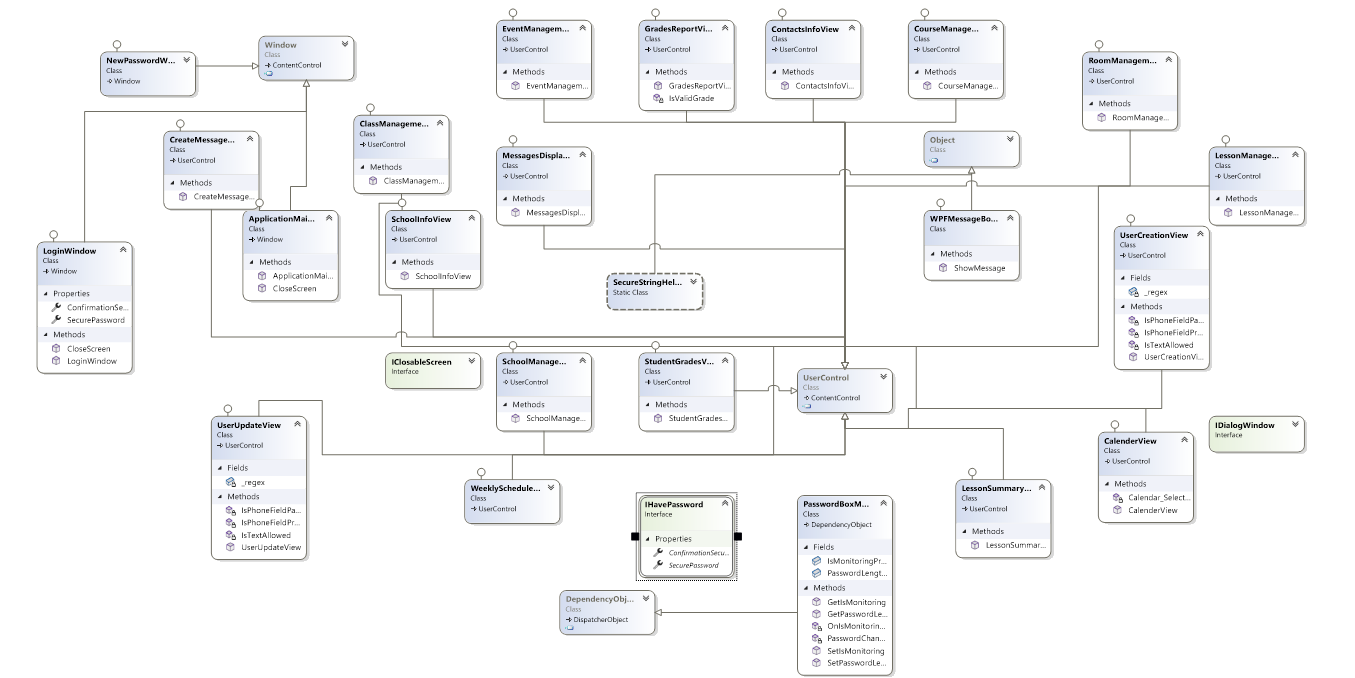 EventManagem...
Class
UserControl
Methods
EventManagem...
GradesReportVi...
Class
UserControl
Methods
GradesReportVi...
IsValidGrade
ContactsInfoView
Class
UserControl
Methods
ContactsInfoVi...
CourseManage...
Class
UserControl
Methods
CourseManage...
NewPasswordW...
Class
Window
Window
Class
ContentControl
RoomManagem...
Class
UserControl
Methods
RoomManage...
CreateMessage...
Class
UserControl
Methods
CreateMessage...
ClassManageme...
Class
UserControl
Methods
ClassManagem...
MessagesDispla...
Class
UserControl
Methods
MessagesDispl...
Object
Class
LessonManage...
Class
UserControl
Methods
LessonManage...
LoginWindow
Class
Window
Properties
ConfirmationSe...
SecurePassword
Methods
CloseScreen
LoginWindow
ApplicationMai...
Class
Window
Methods
ApplicationMai...
CloseScreen
SchoolInfoView
Class
UserControl
Methods
SchoolInfoView
SecureStringHel...
Static Class
WPFMessageBo...
Class
Methods
ShowMessage
UserCreationView
Class
UserControl
Fields
_regex
Methods
IsPhoneFieldPa...
IsPhoneFieldPr...
IsTextAllowed
UserCreationVi...
IClosableScreen
Interface
SchoolManage...
Class
UserControl
Methods
SchoolManage...
StudentGradesV...
Class
UserControl
Methods
StudentGrades...
UserControl
Class
ContentControl
UserUpdateView
Class
UserControl
Fields
_regex
Methods
IsPhoneFieldPa...
IsPhoneFieldPr...
IsTextAllowed
UserUpdateView
IDialogWindow
Interface
CalenderView
Class
UserControl
Methods
Calendar_Select...
CalenderView
WeeklySchedule...
Class
UserControl
IHavePassword
Interface
Properties
ConfirmationSecu...
SecurePassword
PasswordBoxM...
Class
DependencyObject
Fields
IsMonitoringPr...
PasswordLengt...
Methods
GetIsMonitoring
GetPasswordLe...
OnIsMonitorin...
PasswordChan...
SetIsMonitoring
SetPasswordLe...
LessonSummary...
Class
UserControl
Methods
LessonSummar...
DependencyObj...
Class
DispatcherObject